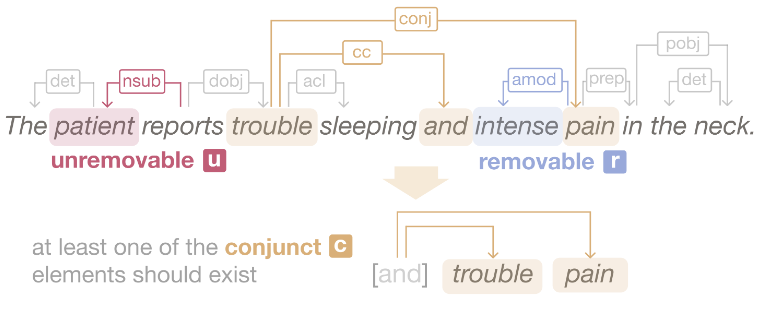 conj
cc
pobj
det nsub dobj acl amod prep det
The patient reports trouble sleeping and intense pain in the neck.
unremovable u removable r
at least one of the conjunct c
elements should exist
[and] trouble pain